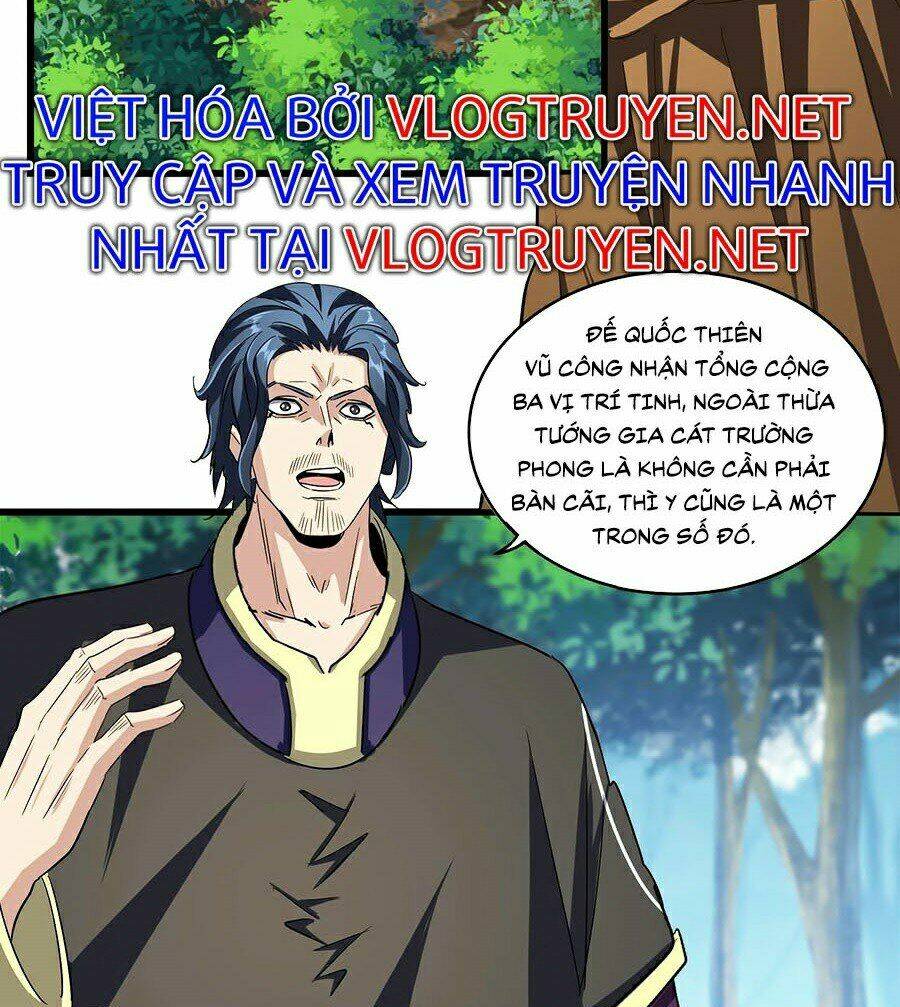 VIỆT HÓA BỞI VLOGTRUYEN.NET
TRUY CẬP VÀ XEM TRUYỆN NHANH
NHẤT TẠI VLOGTRUYEN.NET
ĐẾ QUỐC THIÊN
VŨ CÔNG NHẬN TỔNG CỘNG
BA VỊ TRÍ TINH, NGOÀI THỪA
TƯỚNG GIA CÁT TRƯỜNG
PHONG LÀ KHÔNG CẦN PHẢI
BÀN CÃI, THÌ Y CŨNG LÀ MỘT
TRONG SỐ ĐÓ.